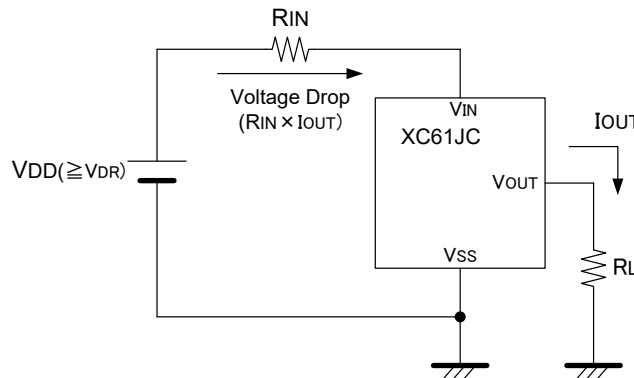 RIN
Voltage Drop
(RIN×IOUT)
VIN
XC61JC
IOUT
VDD(≧VDR)
VOUT
VSS
RL